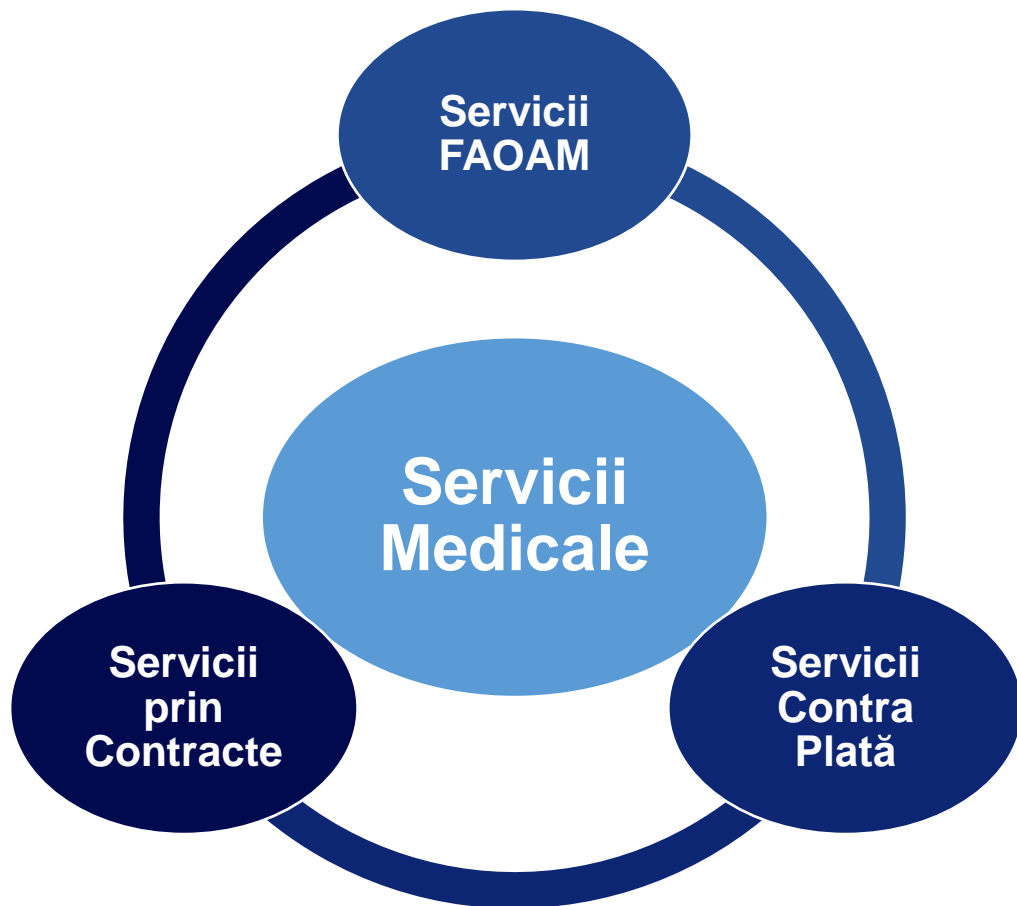 Servicii
FAOAM
Servicii
Medicale
Servicii
prin
Contracte
Servicii
Contra
Plată